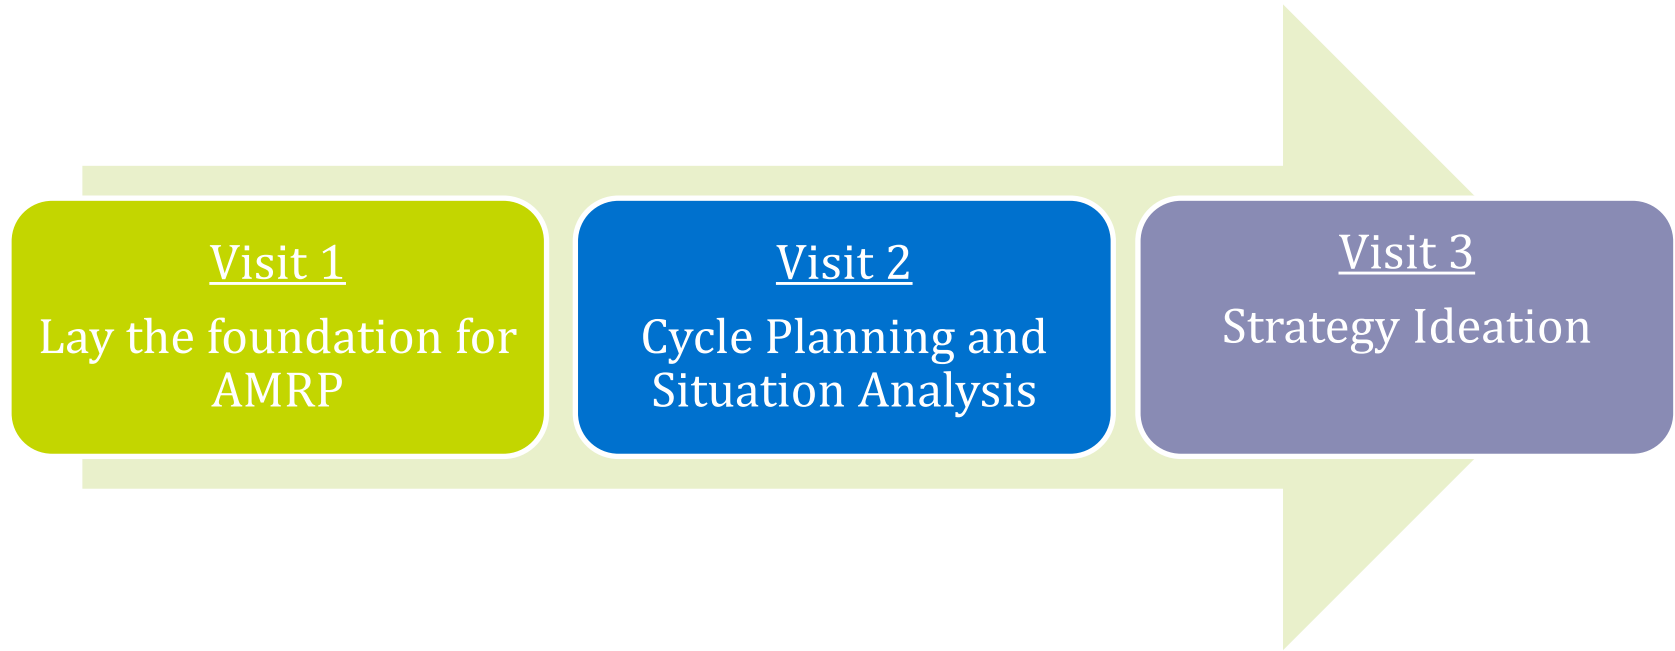 Visit 1
Lay the foundation for
AMRP
Visit 2
Cycle Planning and
Situation Analysis
Visit 3
Strategy Ideation